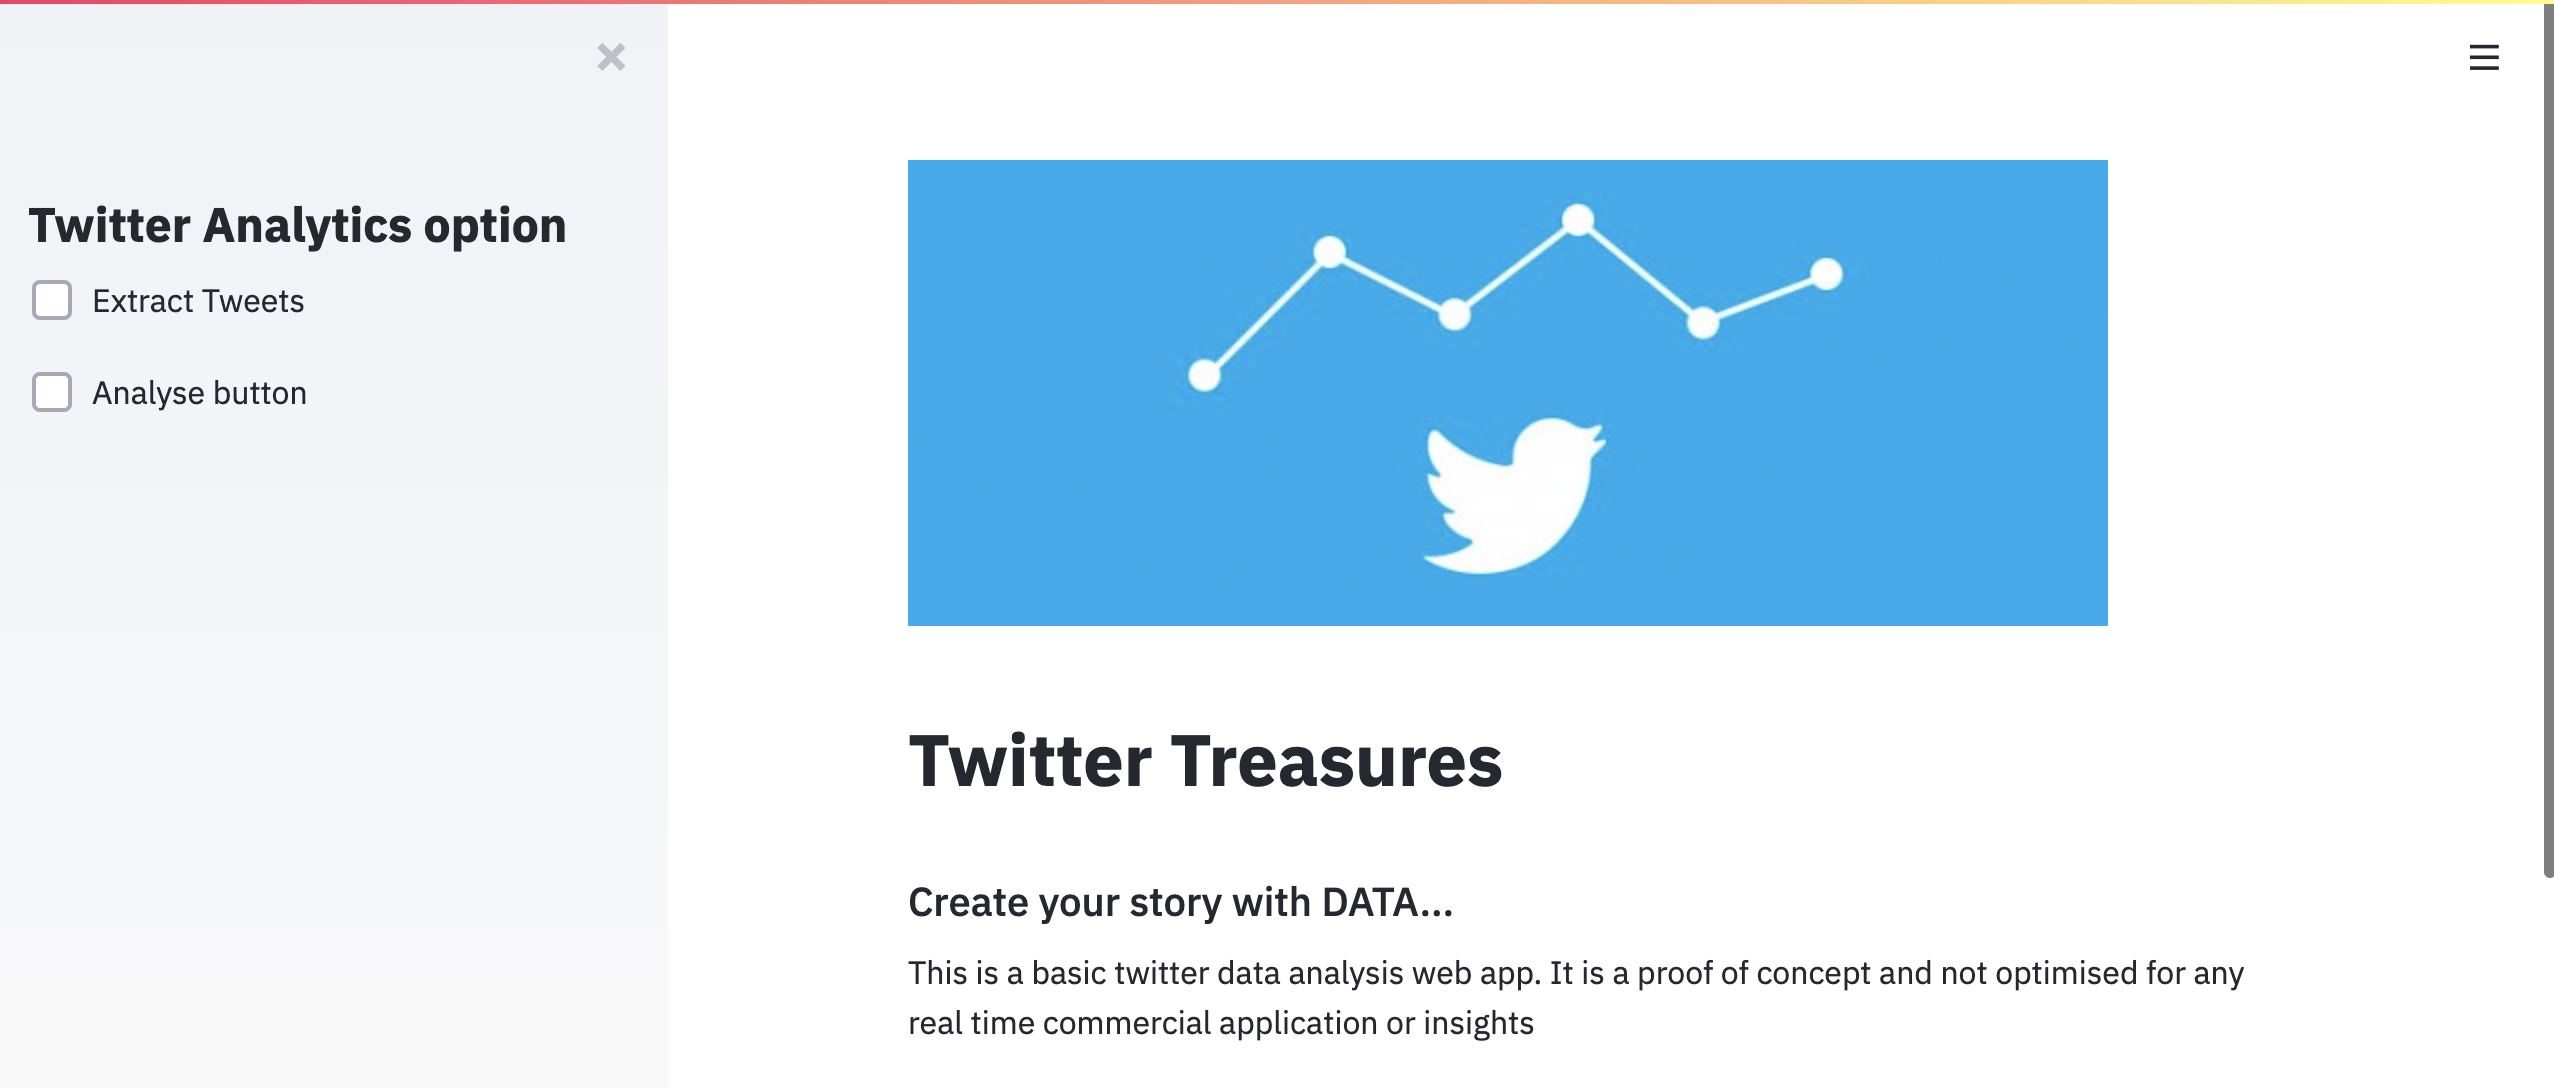 Twitter Analytics option
Extract Tweets
Analyse button
Twitter Treasures
Create your story with DATA...
This is a basic twitter data analysis web app. It is a proof of concept and not optimised for any
real time commercial application or insights